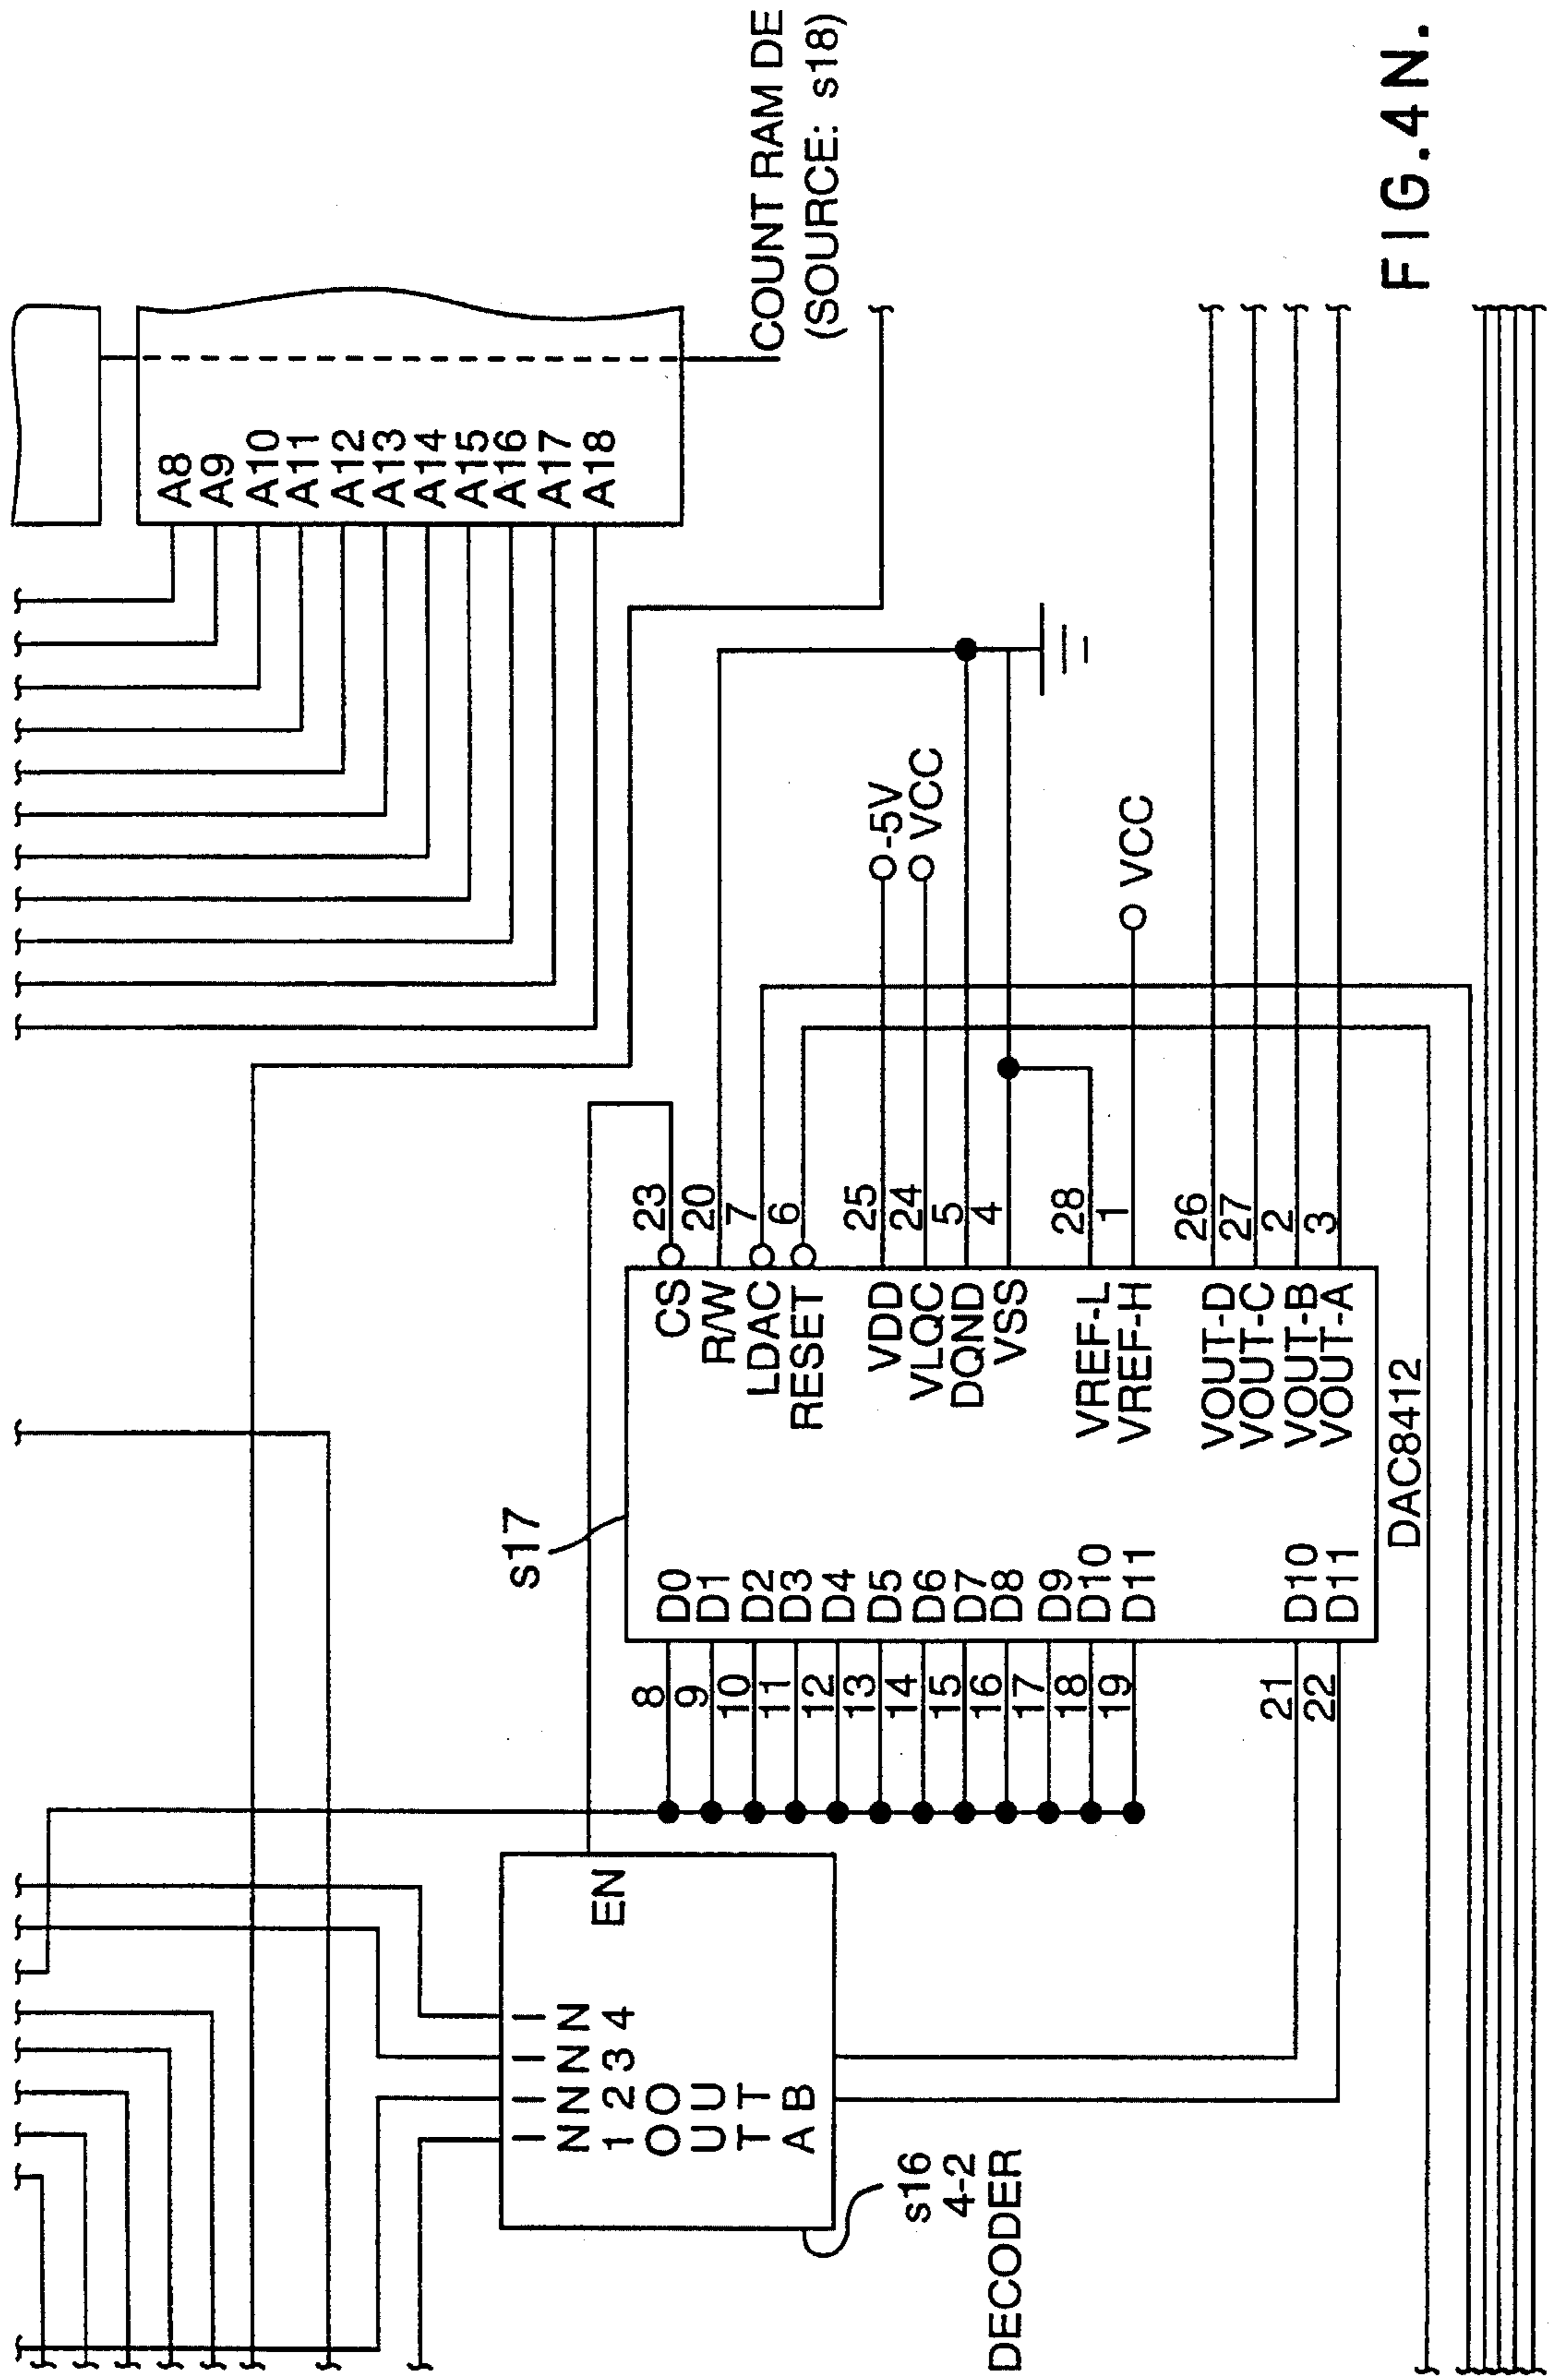 A8
A9
A10
A11
A12
A13
A14
A15
A16
A17
A18
COUNT RAM DE
(SOURCE: s18)
s17
D0
D1
D2
D3
D4
D5
D6
D7
D8
D9
D10
D11
D10
D11
8
9
10
11
12
13
14
15
16
17
18
19
21
22
CS
R/W
LDAC
RESET
VDD
VLQC
DQND
VSS
VREF-L
VREF-H
VOUT-D
VOUT-C
VOUT-B
VOUT-A
23
20
7
6
25
24
5
4
28
1
26
27
2
3
-5V
VCC
VCC
DAC8412
EN
IN1
IN2
IN3
IN4
OUTA
OUTB
s16
4-2
DECODER
FIG.4N.